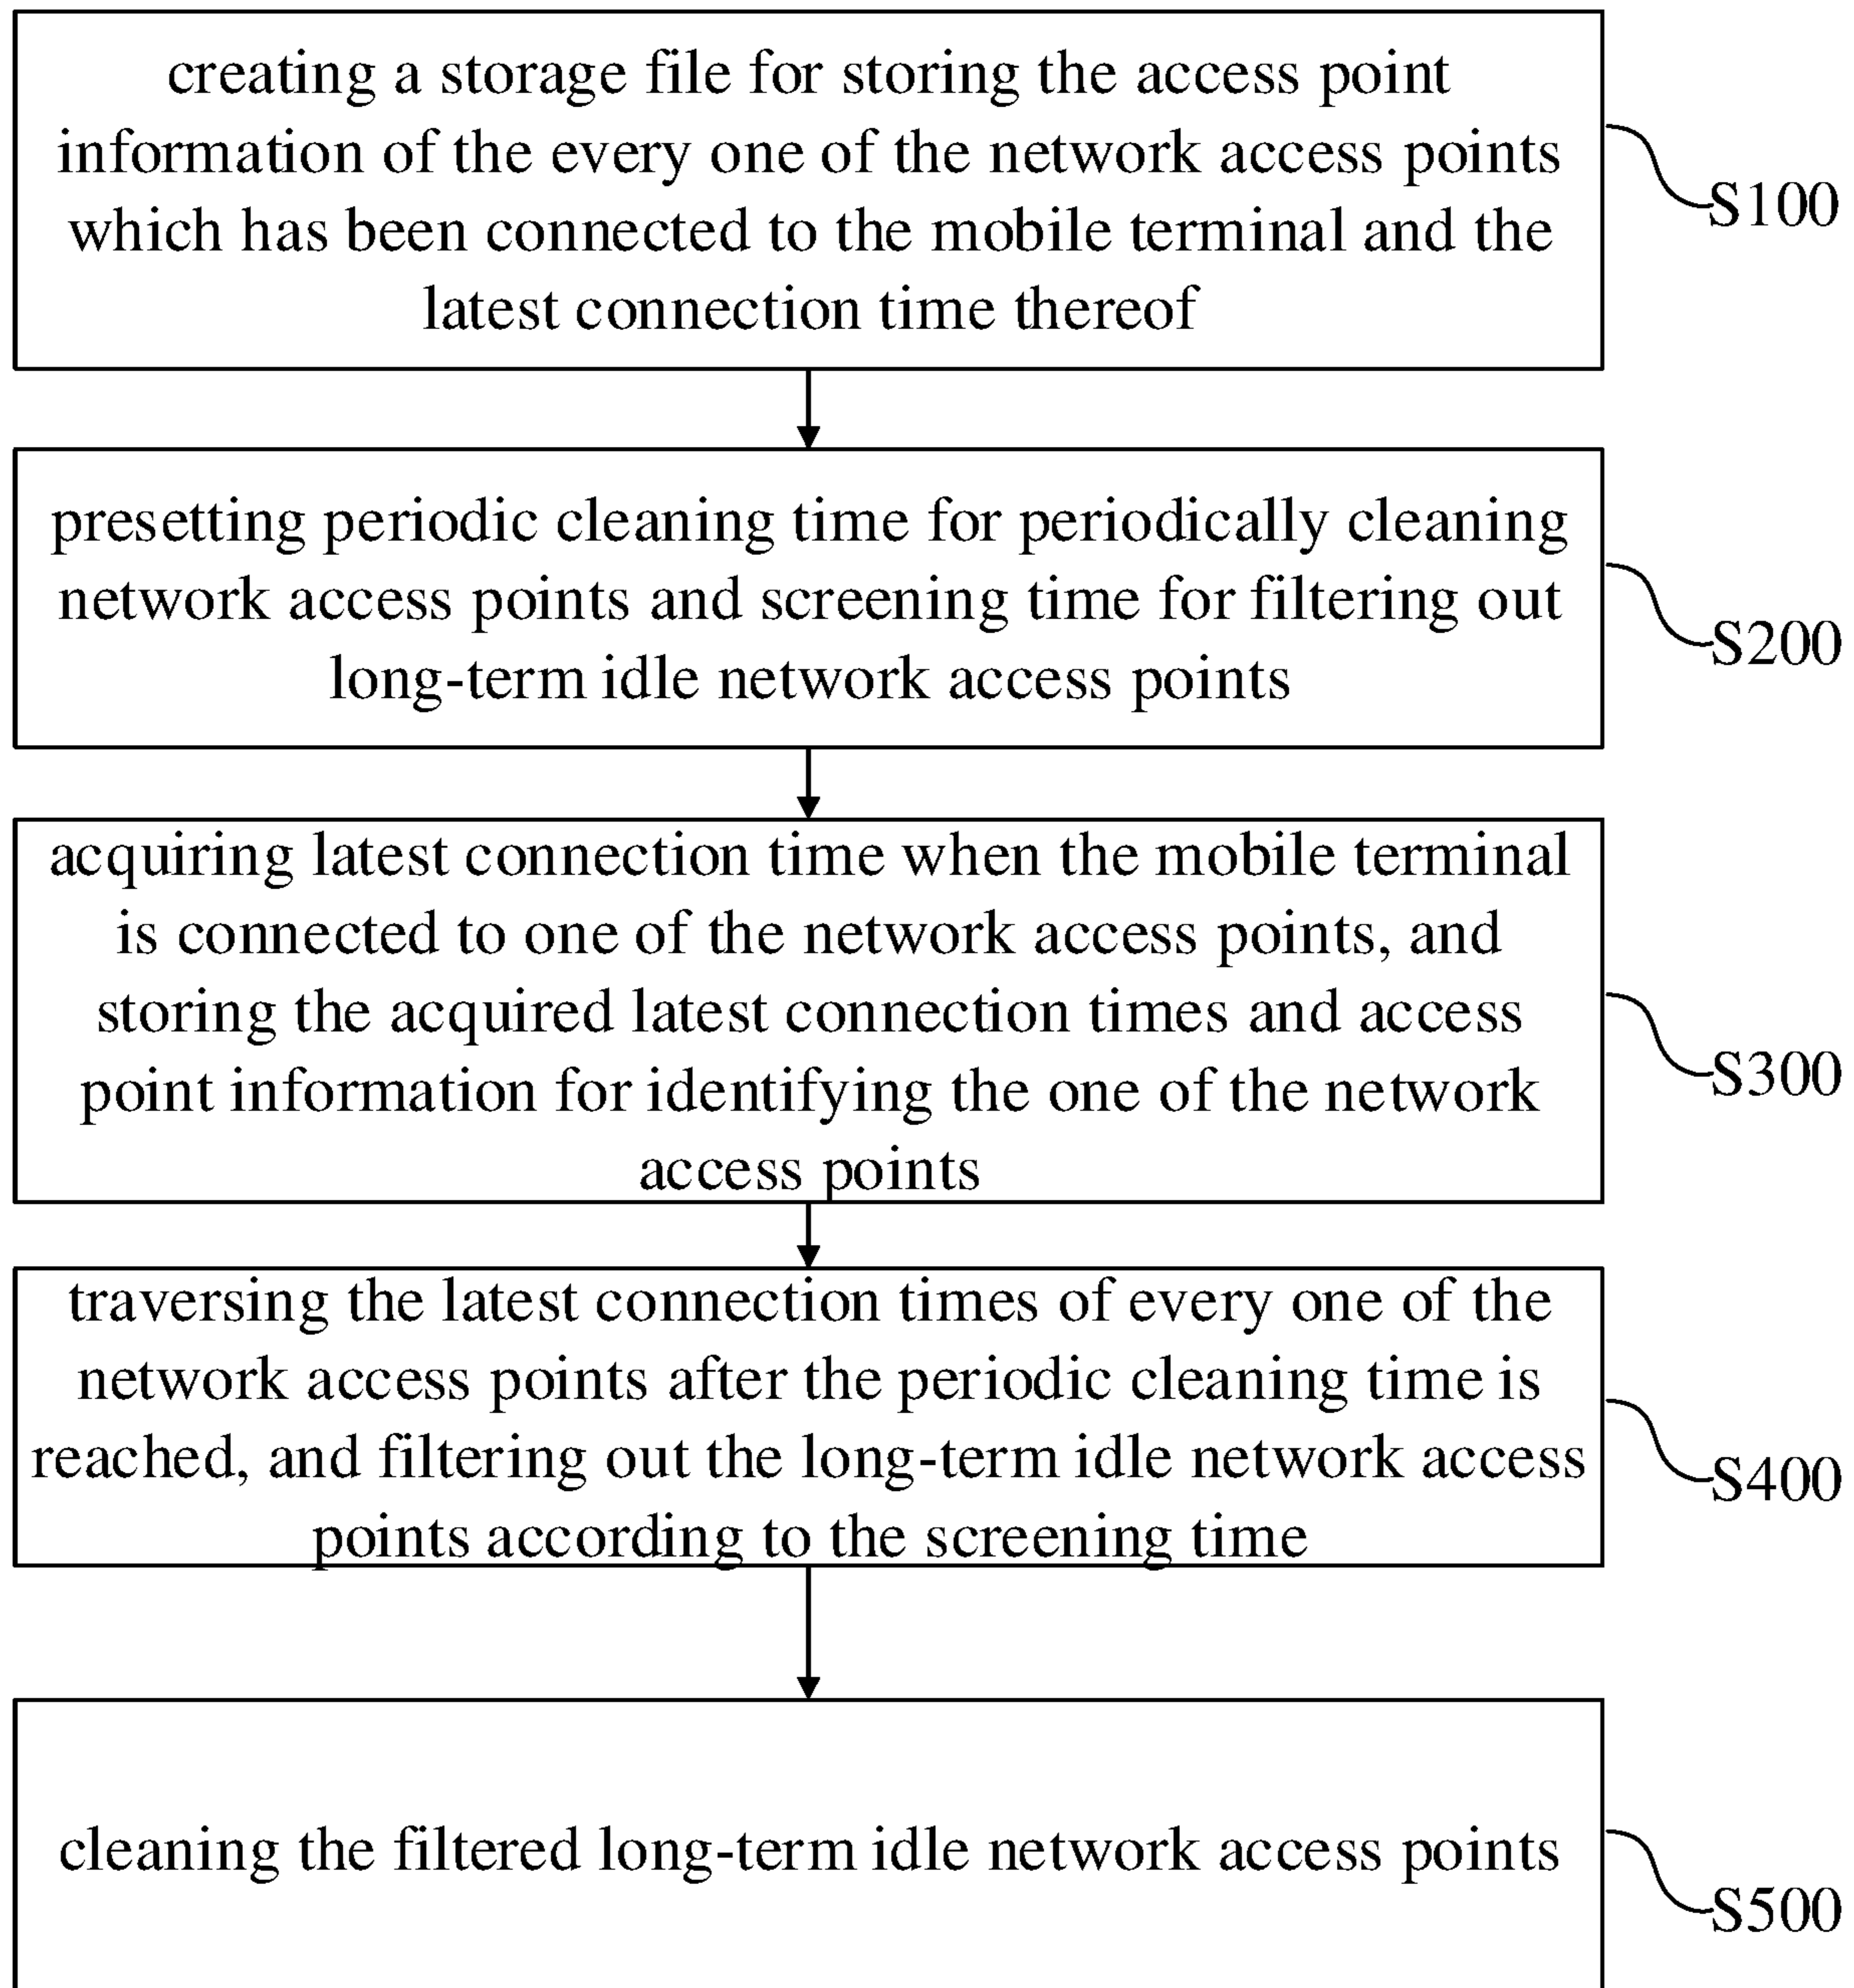 creating a storage file for storing the access point
information of the every one of the network access points
which has been connected to the mobile terminal and the
latest connection time thereof
S100
presetting periodic cleaning time for periodically cleaning
network access points and screening time for filtering out
long-term idle network access points
S200
acquiring latest connection time when the mobile terminal
is connected to one of the network access points, and
storing the acquired latest connection times and access
point information for identifying the one of the network
access points
S300
traversing the latest connection times of every one of the
network access points after the periodic cleaning time is
reached, and filtering out the long-term idle network access
points according to the screening time
S400
cleaning the filtered long-term idle network access points
S500